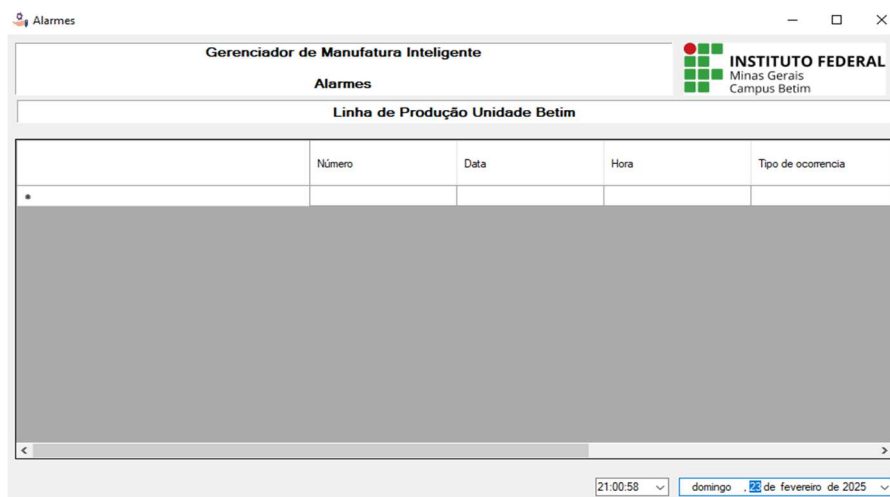 Alarmes
Gerenciador de Manufatura Inteligente
Alarmes
INSTITUTO FEDERAL
Minas Gerais
Campus Betim
Linha de Produção Unidade Betim
Número Data Hora Tipo de ocorrencia
*
21:00:58 domingo , 23 de fevereiro de 2025